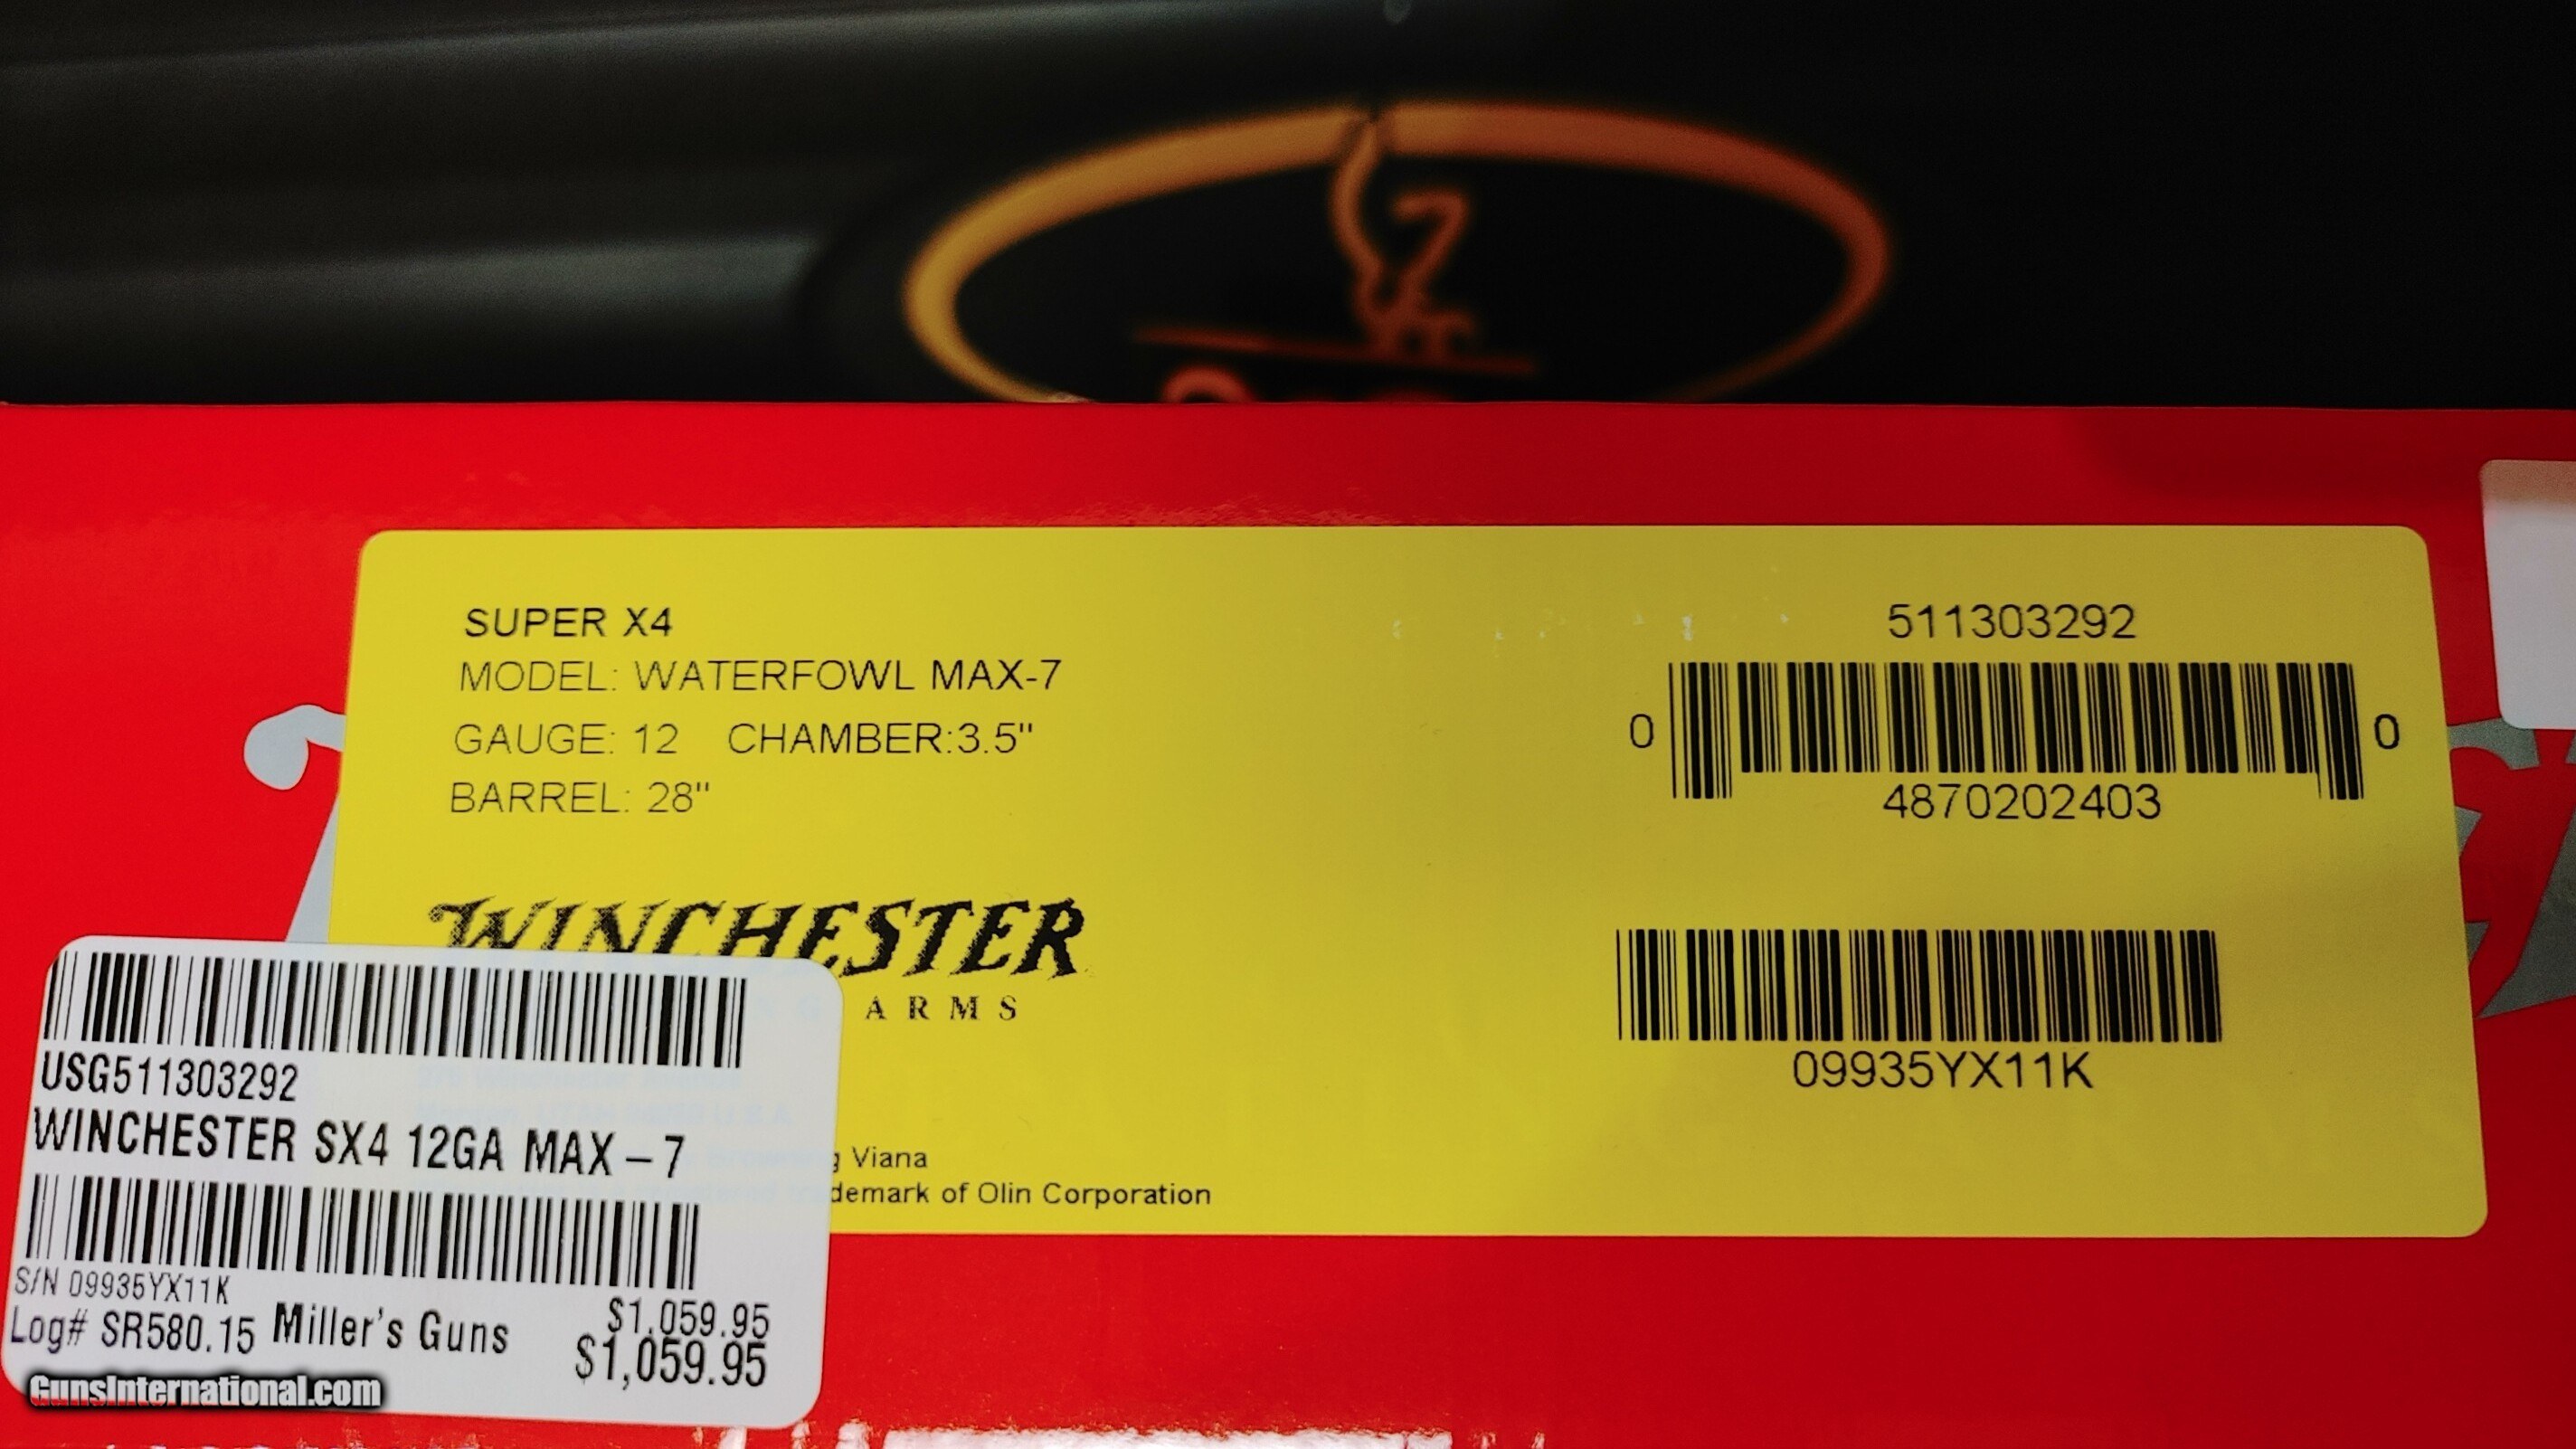 SUPER X4
MODEL: WATERFOWL MAX-7
GAUGE: 12 CHAMBER:3.5"
BARREL: 28"
WINCHESTER
ARMS
g Viana
demark of Olin Corporation
511303292
0 0
4870202403
09935YX11K
USG511303292
WINCHESTER SX4 12GA MAX-7
S/N 09935YX11K
$1,059.95
Log# SR580.15 Miller's Guns
$1,059.95
GunsInternational.com